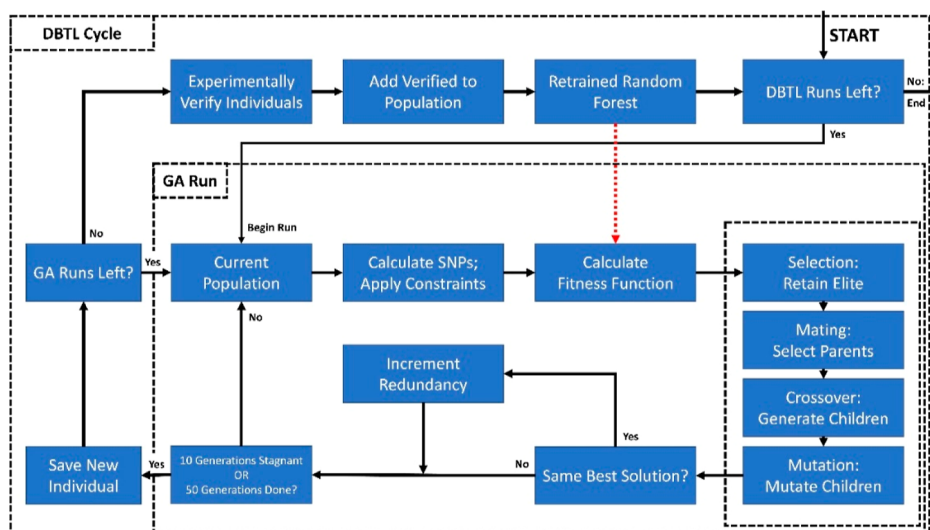 DBTL Cycle
START
Experimentally
Verify Individuals
Add Verified to
Population
Retrained Random
Forest
DBTL Runs Left?
No:
End
Yes
GA Run
Begin Run
No
GA Runs Left?
Yes
Current
Population
Calculate SNPs;
Apply Constraints
Calculate
Fitness Function
Selection:
Retain Elite
No
Mating:
Select Parents
Increment
Redundancy
Crossover:
Generate Children
Yes
Save New
Individual
Yes
10 Generations Stagnant
OR
50 Generations Done?
No
Same Best Solution?
Mutation:
Mutate Children